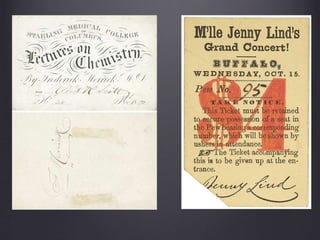 STARLING MEDICAL COLLEGE
COLUMBUS
Lectures on Chemistry,
By Frederick Merrick, M.D.
M'lle Jenny Lind's
Grand Concert!
BUFFALO,
WEDNESDAY, OCT. 15.
Pew No. 95
$4
TAKE NOTICE.
This Ticket must be retained
to secure possession of a seat in
the Pew bearing a corresponding
number, which will be shown by
ushers in attendance.
The Ticket accompanying
this is to be given up at the en-
trance.
Jenny Lind